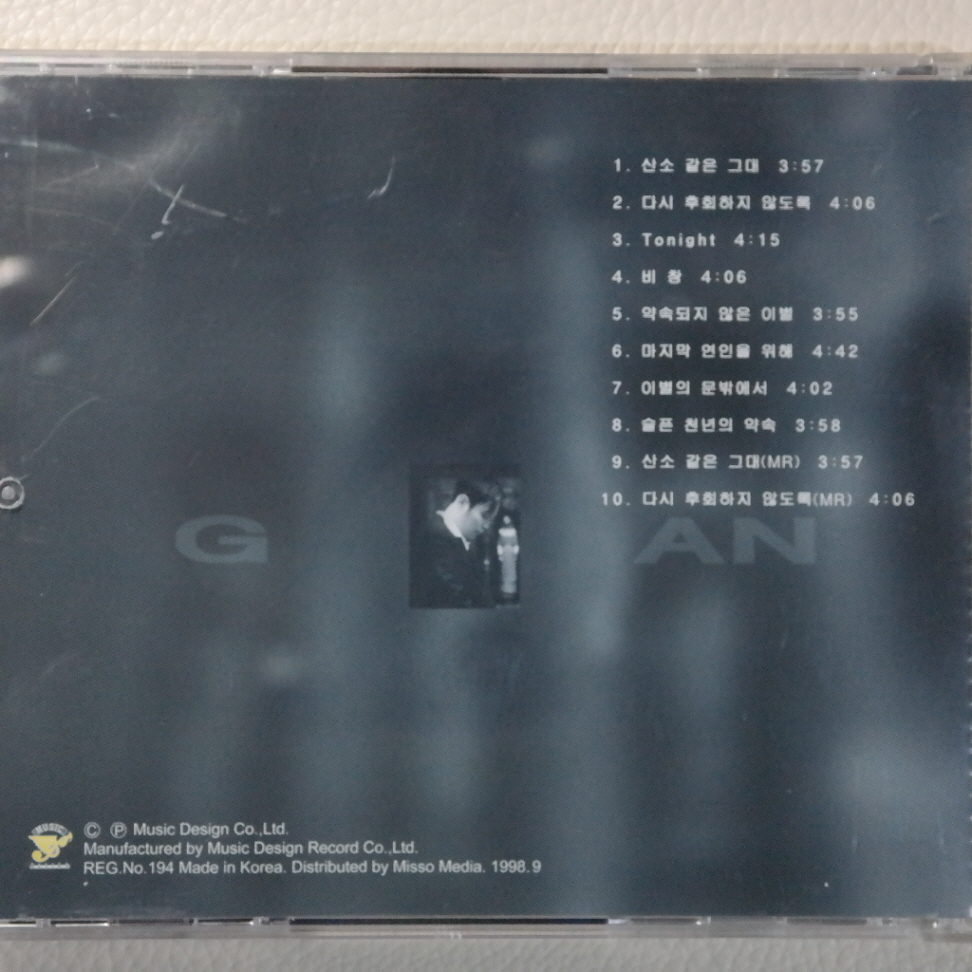 1. 산소 같은 그대 3:57
2. 다시 후회하지 않도록 4:06
3. Tonight 4:15
4. 비 창 4:06
5. 약속되지 않은 이별 3:55
6. 마지막 연인을 위해 4:42
7. 이별의 문밖에서 4:02
8. 슬픈 천년의 약속 3:58
9. 산소 같은 그대(MR) 3:57
10. 다시 후회하지 않도록(MR) 4:06
G AN
MUSIC
© ℗ Music Design Co.,Ltd.
Manufactured by Music Design Record Co.,Ltd.
REG.No.194 Made in Korea. Distributed by Misso Media. 1998.9